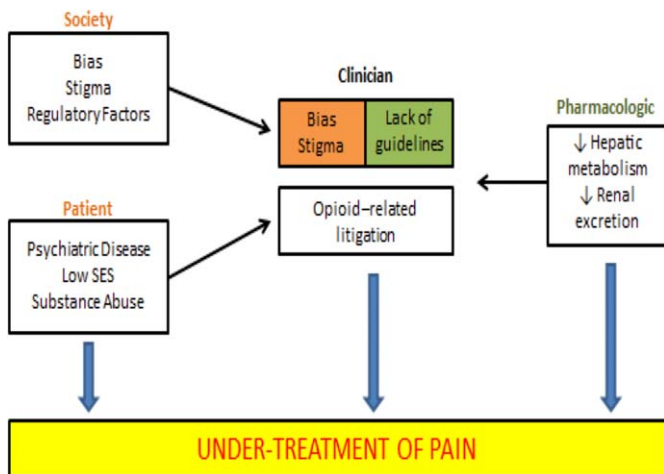 Society
Bias
Stigma
Regulatory Factors
Patient
Psychiatric Disease
Low SES
Substance Abuse
Clinician
Bias
Stigma
Lack of
guidelines
Opioid–related
litigation
Pharmacologic
↓ Hepatic
metabolism
↓ Renal
excretion
UNDER-TREATMENT OF PAIN